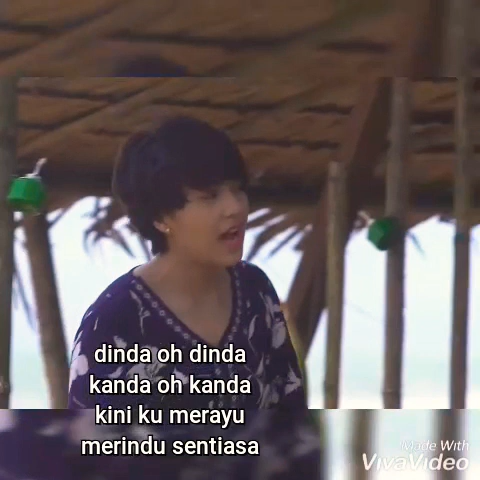 dinda oh dinda
kanda oh kanda
kini ku merayu
merindu sentiasa
Made With
VivaVideo